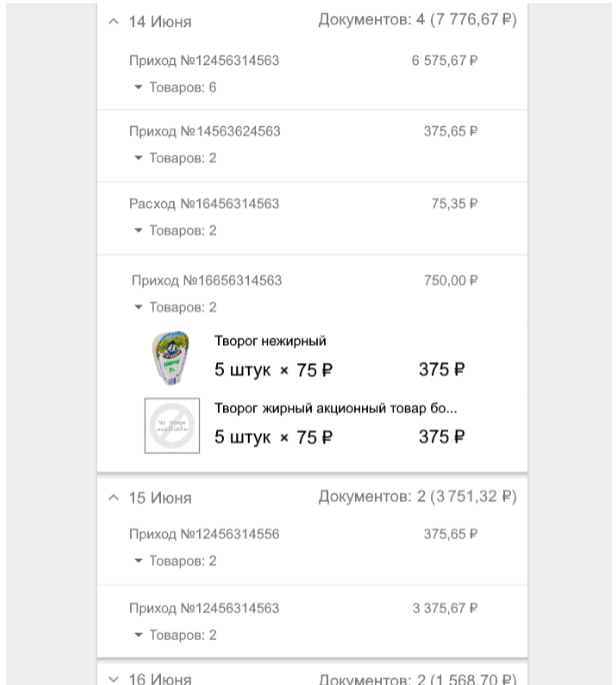 14 Июня
Документов: 4 (7 776,67 ₽)
Приход №12456314563
6 575,67 ₽
Товаров: 6
Приход №14563624563
375,65 ₽
Товаров: 2
Расход №16456314563
75,35 ₽
Товаров: 2
Приход №16656314563
750,00 ₽
Товаров: 2
Творог нежирный
5 штук × 75 ₽
375 ₽
No Image
available
Творог жирный акционный товар бо...
5 штук × 75 ₽
375 ₽
15 Июня
Документов: 2 (3 751,32 ₽)
Приход №12456314556
375,65 ₽
Товаров: 2
Приход №12456314563
3 375,67 ₽
Товаров: 2
16 Июня
Документов: 2 (1 568,70 ₽)